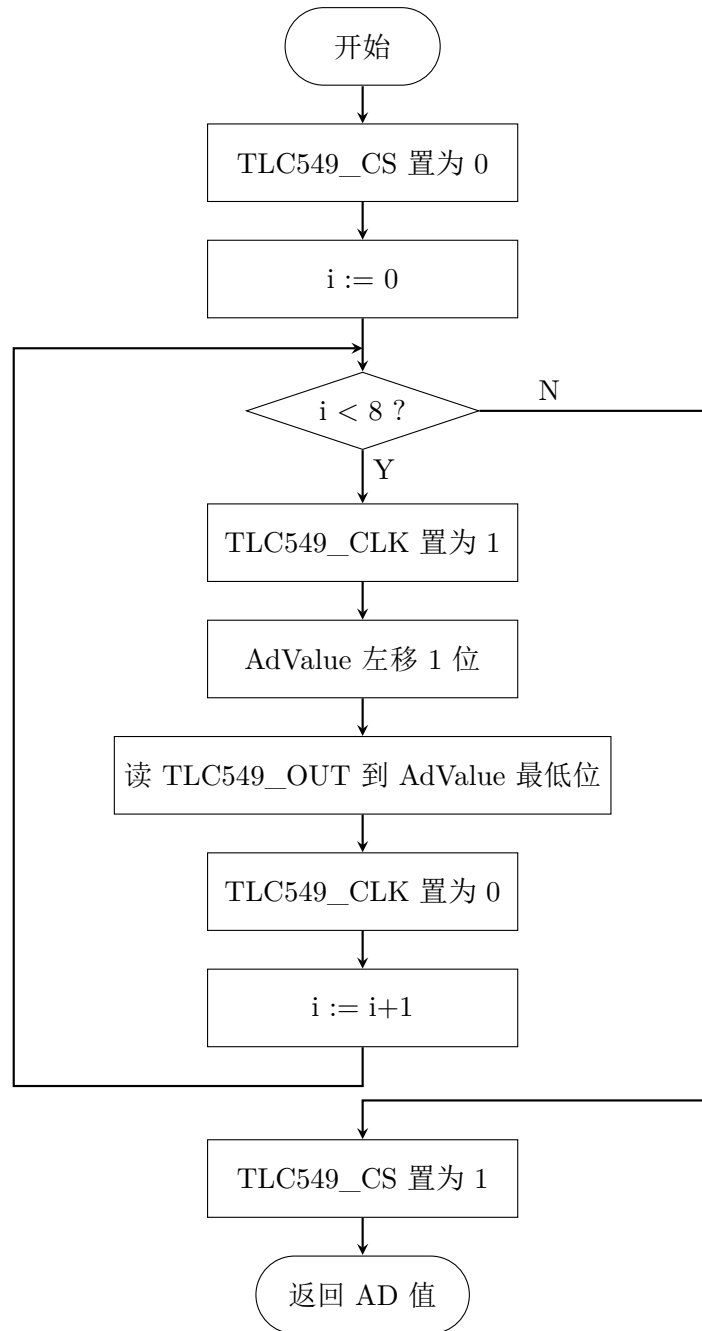 开始
TLC549_CS 置为 0
i := 0
i < 8 ?
N
Y
TLC549_CLK 置为 1
AdValue 左移 1 位
读 TLC549_OUT 到 AdValue 最低位
TLC549_CLK 置为 0
i := i+1
TLC549_CS 置为 1
返回 AD 值